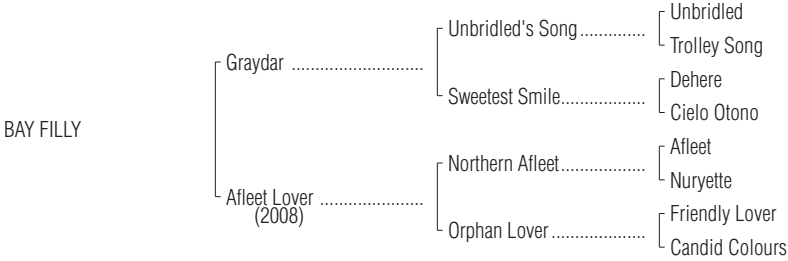 Unbridled
Unbridled's Song..............
Trolley Song
Graydar ............................
Dehere
Sweetest Smile..................
Cielo Otono
BAY FILLY
Afleet
Northern Afleet..................
Nuryette
Afleet Lover ......................
(2008)
Friendly Lover
Orphan Lover ....................
Candid Colours